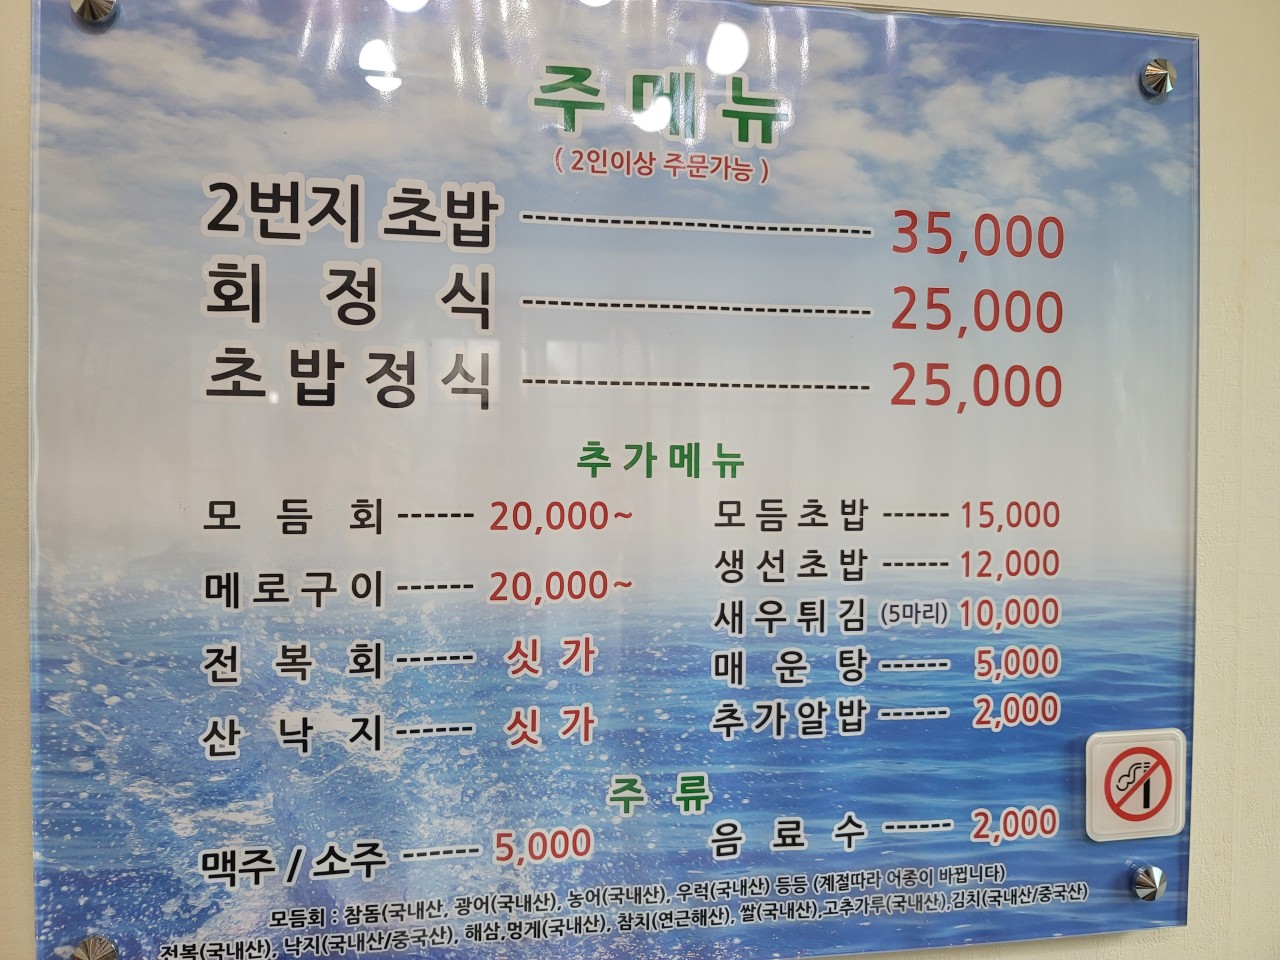 주메뉴
( 2인이상 주문가능 )
2번지 초밥 ---------------------------- 35,000
회 정 식 ---------------------------- 25,000
초밥정식 ---------------------------- 25,000
추가메뉴
모 듬 회 ------ 20,000~
메로구이 ------ 20,000~
전 복 회 ------ 싯 가
산 낙 지 ------ 싯 가
모듬초밥 ------ 15,000
생선초밥 ------ 12,000
새우튀김 (5마리) 10,000
매 운 탕 ------ 5,000
추가알밥 ------ 2,000
주 류
맥주 / 소주 ------ 5,000
음 료 수 ------ 2,000
모듬회 : 참돔(국내산, 광어(국내산), 농어(국내산), 우럭(국내산) 등등 (계절따라 어종이 바뀝니다)
전복(국내산), 낙지(국내산/중국산), 해삼,멍게(국내산), 참치(연근해산), 쌀(국내산),고추가루(국내산),김치(국내산/중국산)